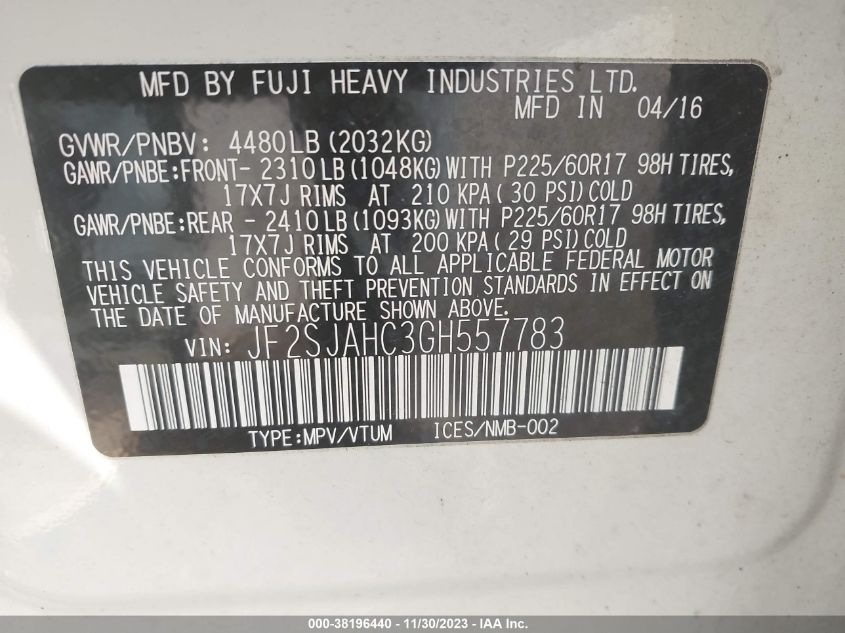 MFD BY FUJI HEAVY INDUSTRIES LTD.
MFD IN 04/16
GVWR/PNBV: 4480LB (2032KG)
GAWR/PNBE:FRONT- 2310LB (1048KG) WITH P225/60R17 98H TIRES,
17X7J RIMS AT 210 KPA ( 30 PSI) COLD
GAWR/PNBE:REAR - 2410LB (1093KG) WITH P225/60R17 98H TIRES,
17X7J RIMS AT 200 KPA ( 29 PSI) COLD
THIS VEHICLE CONFORMS TO ALL APPLICABLE FEDERAL MOTOR
VEHICLE SAFETY AND THEFT PREVENTION STANDARDS IN EFFECT ON
THE DATE OF MANUFACTURE SHOWN ABOVE.
VIN: JF2SJAHC3GH557783
TYPE:MPV/VTUM ICES/NMB-002
000-38196440 - 11/30/2023 - IAA Inc.